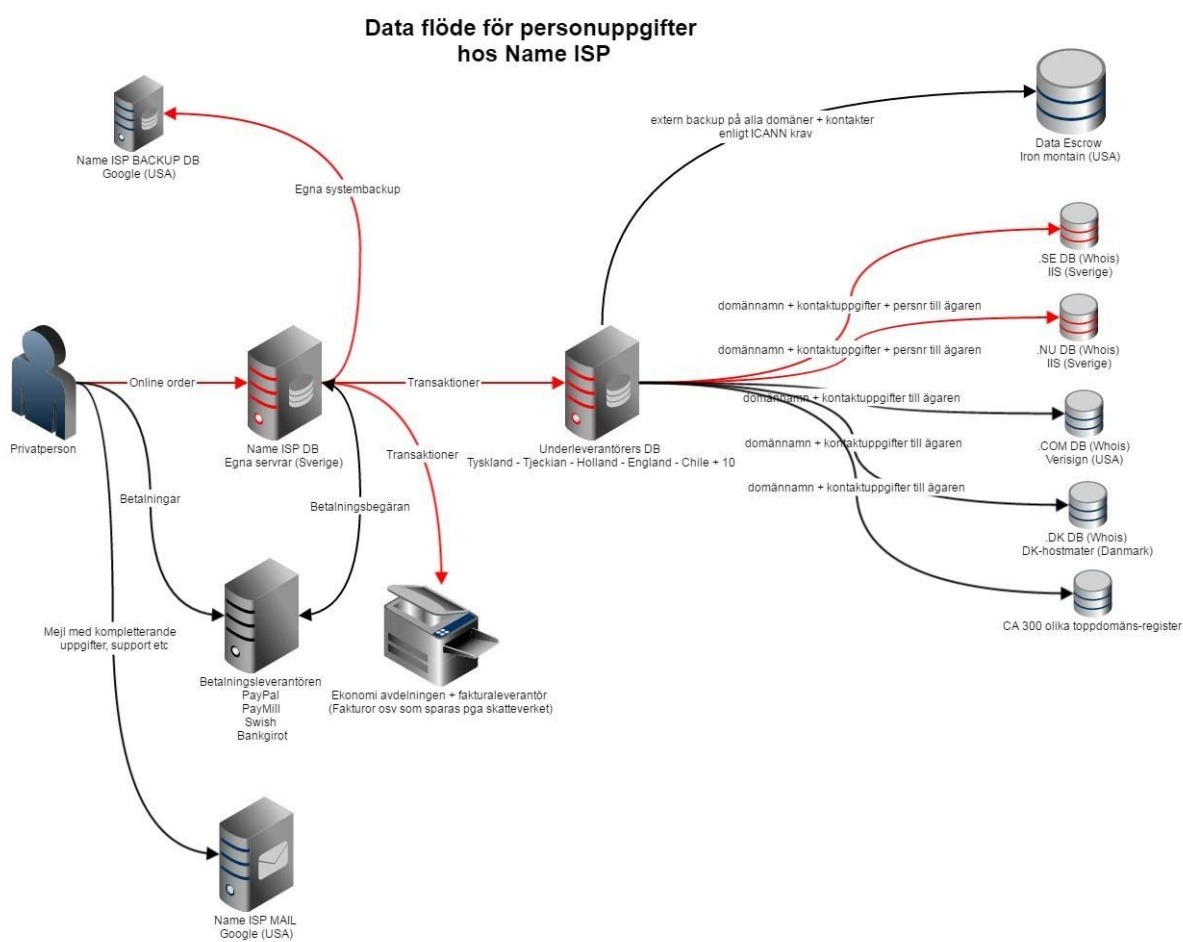 Data flöde för personuppgifter
hos Name ISP
Name ISP BACKUP DB
Google (USA)
Egna systembackup
extern backup på alla domäner + kontakter
enligt ICANN krav
Data Escrow
Iron montain (USA)
.SE DB (Whois)
IIS (Sverige)
domännamn + kontaktuppgifter + persnr till ägaren
.NU DB (Whois)
IIS (Sverige)
domännamn + kontaktuppgifter + persnr till ägaren
Privatperson
Online order
Name ISP DB
Egna servrar (Sverige)
Transaktioner
Underleverantörers DB
Tyskland - Tjeckian - Holland - England - Chile + 10
domännamn + kontaktuppgifter till ägaren
.COM DB (Whois)
Verisign (USA)
domännamn + kontaktuppgifter till ägaren
Transaktioner
domännamn + kontaktuppgifter till ägaren
.DK DB (Whois)
DK-hostmater (Danmark)
Betalningar
Betalningsbegäran
CA 300 olika toppdomäns-register
Mejl med kompletterande
uppgifter, support etc
Betalningsleverantören
PayPal
PayMill
Swish
Bankgirot
Ekonomi avdelningen + fakturaleverantör
(Fakturor osv som sparas pga skatteverket)
Name ISP MAIL
Google (USA)